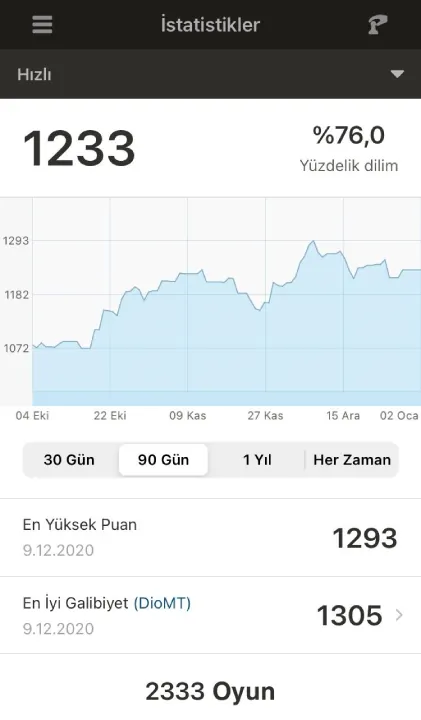 İstatistikler
Hızlı
1233
%76,0
Yüzdelik dilim
1293
1182
1072
04 Eki 22 Eki 09 Kas 27 Kas 15 Ara 02 Oca
30 Gün 90 Gün 1 Yıl Her Zaman
En Yüksek Puan
9.12.2020
1293
En İyi Galibiyet (DioMT)
9.12.2020
1305
2333 Oyun